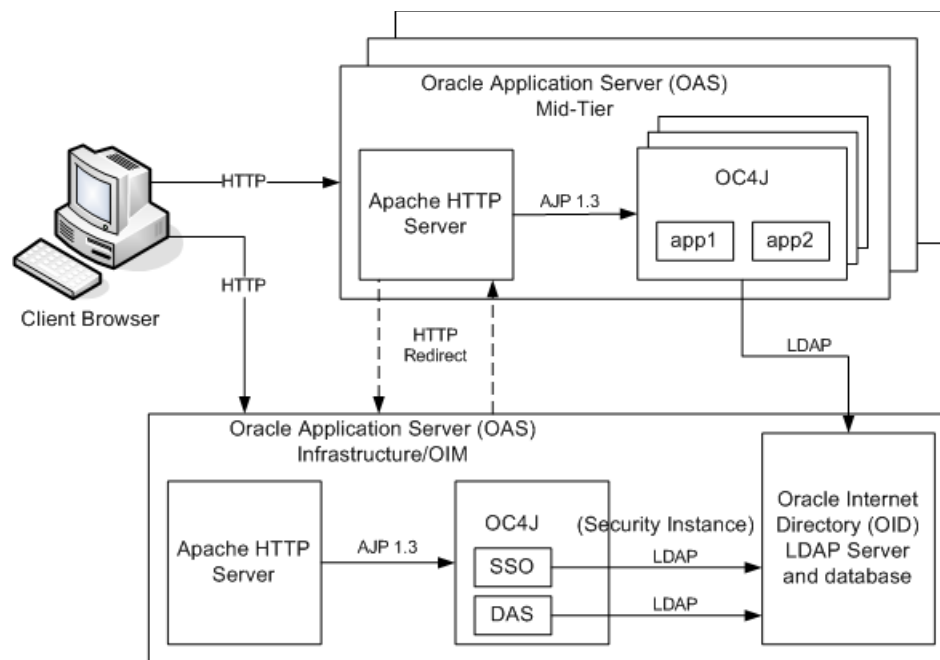 Oracle Application Server (OAS)
Mid-Tier
OC4J
HTTP
Apache HTTP
Server
AJP 1.3
app1
app2
HTTP
Client Browser
HTTP
Redirect
LDAP
Oracle Application Server (OAS)
Infrastructure/OIM
Oracle Internet
Directory (OID)
LDAP Server
and database
OC4J
(Security Instance)
Apache HTTP
Server
AJP 1.3
SSO
LDAP
DAS
LDAP